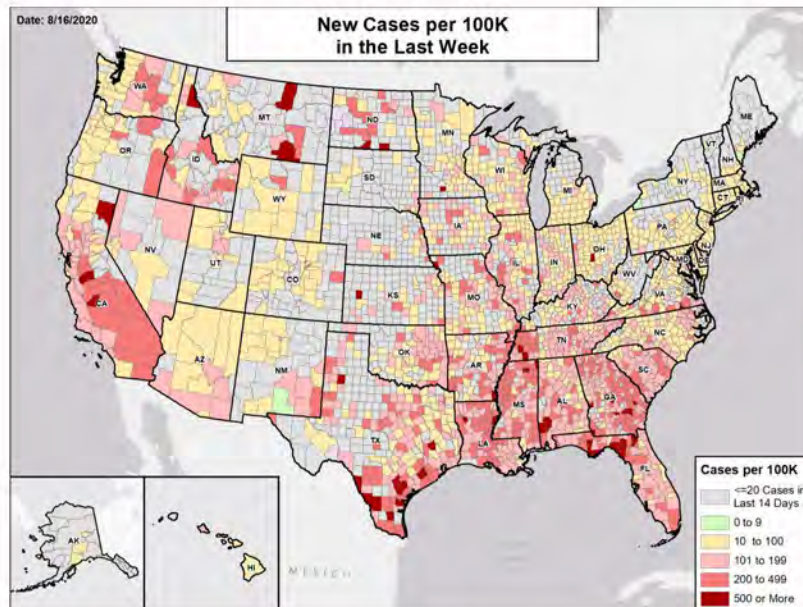 Date: 8/16/2020
New Cases per 100K
in the Last Week
WA
MT
ND
MN
ME
OR
ID
SD
WI
MI
VT
NH
NY
MA
CT
WY
IA
NE
PA
NJ
NV
UT
CO
IL
IN
OH
MD
DE
WV
VA
CA
KS
MO
KY
AZ
NM
OK
AR
TN
NC
SC
TX
MS
AL
GA
LA
FL
AK
HI
MEXICO
Cases per 100K
<=20 Cases in
Last 14 Days
0 to 9
10 to 100
101 to 199
200 to 499
500 or More